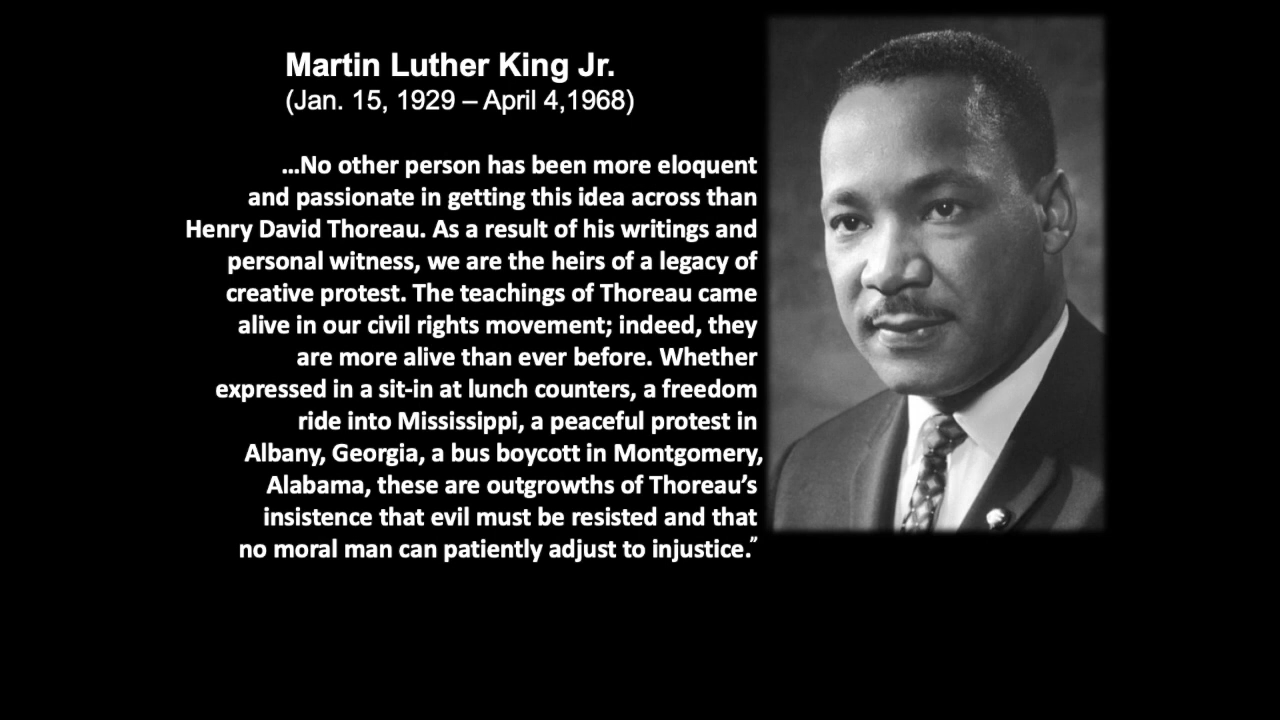 Martin Luther King Jr.
(Jan. 15, 1929 – April 4,1968)
…No other person has been more eloquent
and passionate in getting this idea across than
Henry David Thoreau. As a result of his writings and
personal witness, we are the heirs of a legacy of
creative protest. The teachings of Thoreau came
alive in our civil rights movement; indeed, they
are more alive than ever before. Whether
expressed in a sit-in at lunch counters, a freedom
ride into Mississippi, a peaceful protest in
Albany, Georgia, a bus boycott in Montgomery,
Alabama, these are outgrowths of Thoreau’s
insistence that evil must be resisted and that
no moral man can patiently adjust to injustice.”